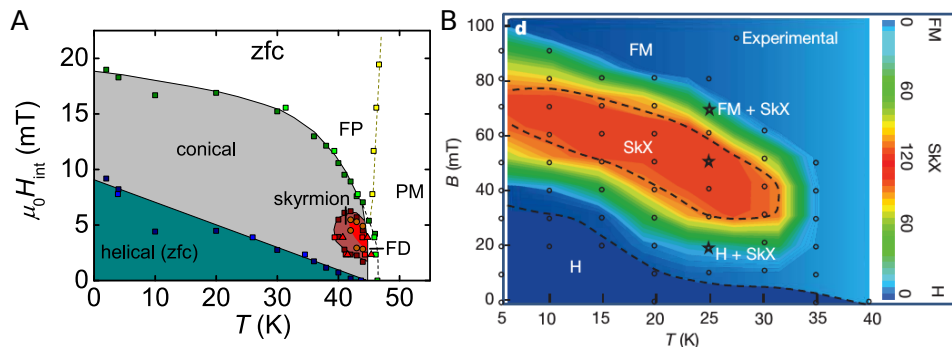 A
zfc
20
15
10
5
0
μ₀H_int (mT)
conical
FP
PM
skyrmion
FD
helical (zfc)
0 10 20 30 40 50
T (K)
B
d
100
80
60
40
20
0
B (mT)
FM
Experimental
FM + SkX
SkX
H + SkX
H
5 10 15 20 25 30 35 40
T (K)
0
60
120
60
0
FM
SkX
H